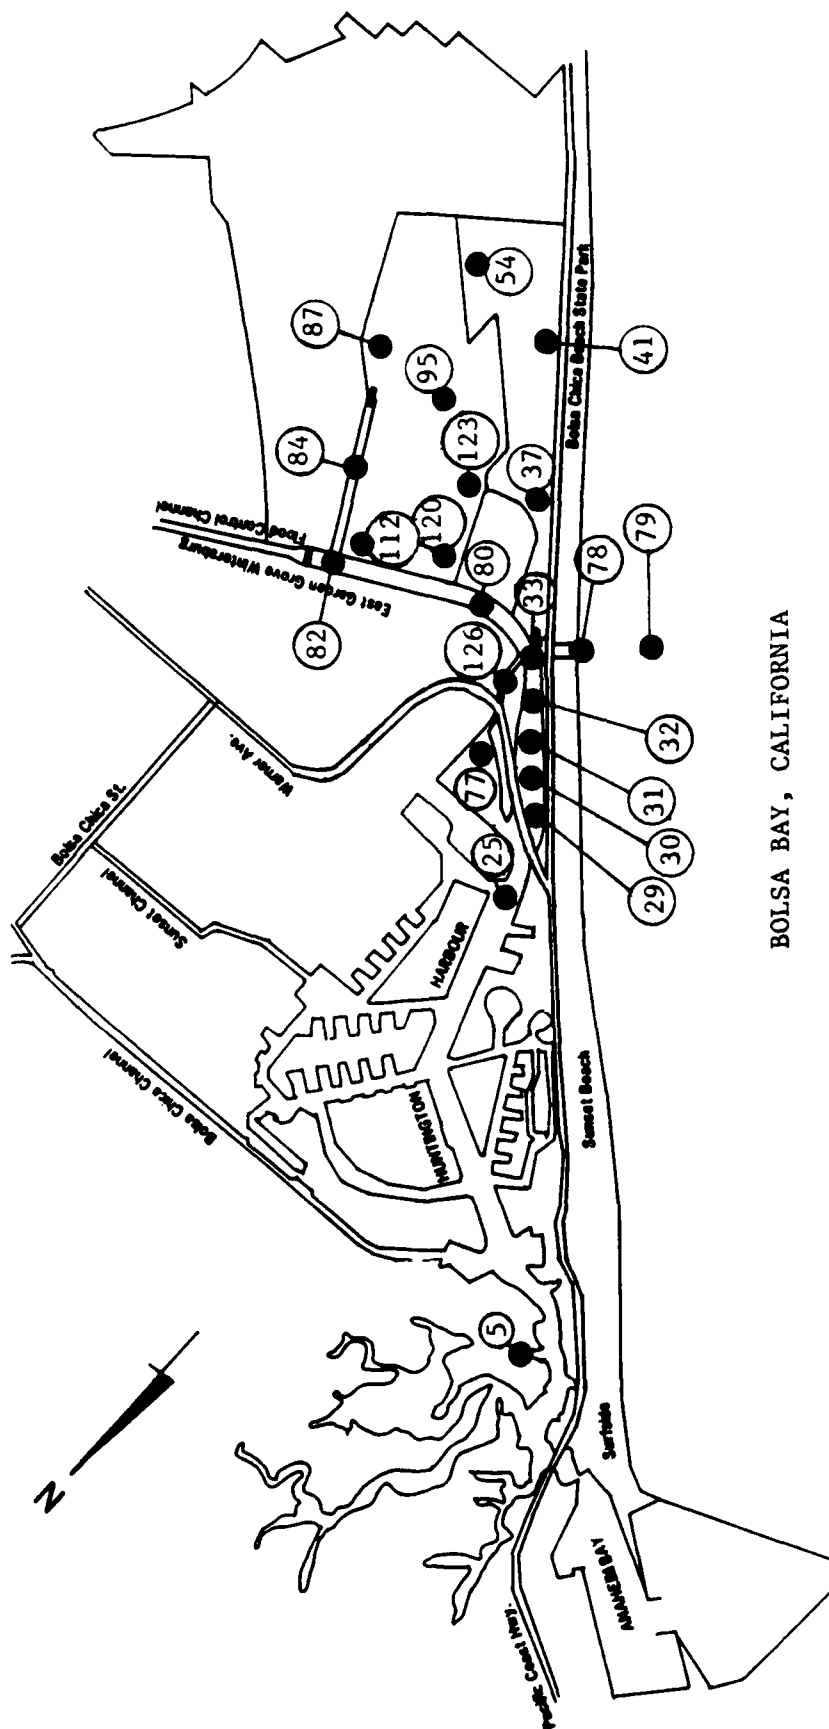 N
Pacific Coast Hwy.
ANAHEIM BAY
Surfside
5
Bolsa Chica Channel
HUNTINGTON
HARBOUR
Sunset Beach
Sunset Channel
Bolsa Chica St.
Warner Ave.
25
77
126
29
30
31
32
33
80
82
East Garden Grove Wintersburg
Flood Control Channel
84
112
120
123
87
95
37
54
41
78
79
Bolsa Chica Beach State Park
BOLSA BAY, CALIFORNIA